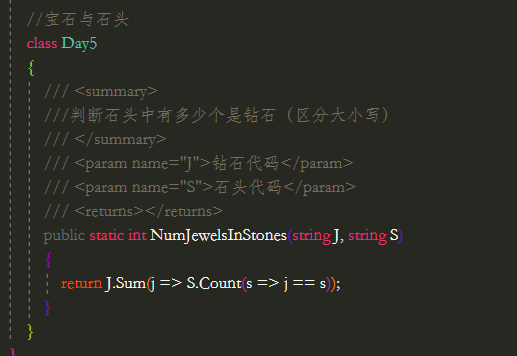 //宝石与石头
class Day5
{
/// <summary>
///判断石头中有多少个是钻石（区分大小写）
/// </summary>
/// <param name="J">钻石代码</param>
/// <param name="S">石头代码</param>
/// <returns></returns>
public static int NumJewelsInStones(string J, string S)
{
return J.Sum(j => S.Count(s => j == s));
}
}
}